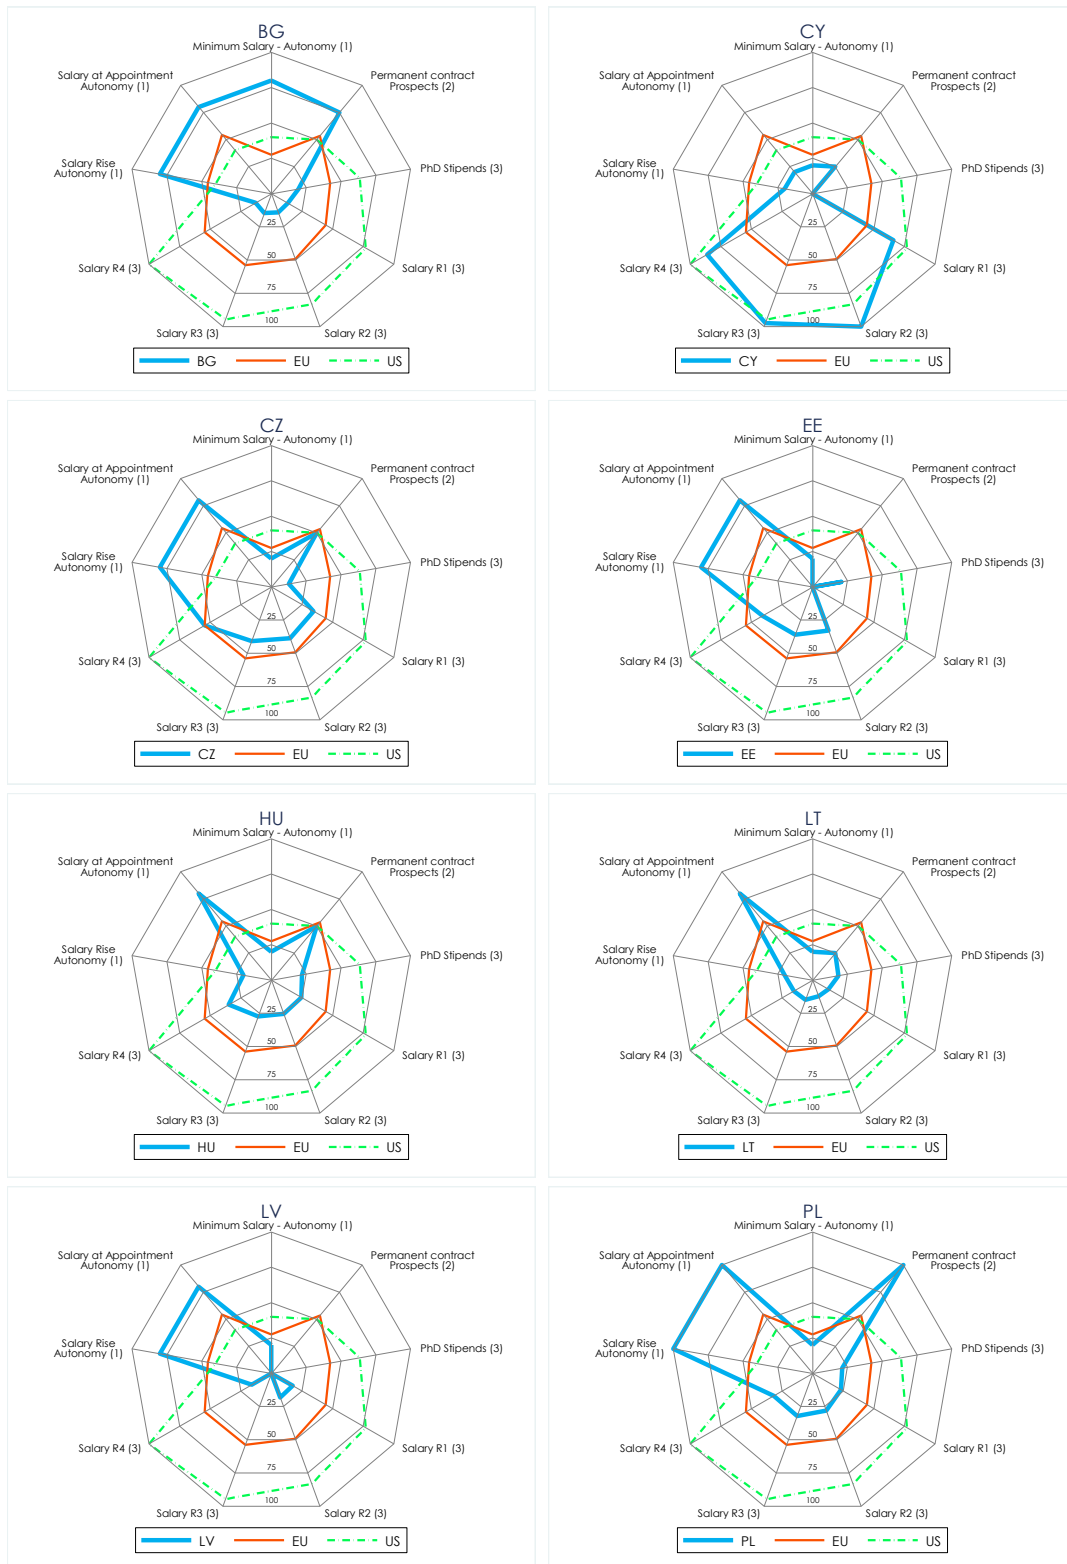 BG
Minimum Salary - Autonomy (1)
Permanent contract
Prospects (2)
PhD Stipends (3)
Salary R1 (3)
Salary R2 (3)
Salary R3 (3)
Salary R4 (3)
Salary Rise
Autonomy (1)
Salary at Appointment
Autonomy (1)
25
50
75
100
BG EU US
CY
Minimum Salary - Autonomy (1)
Permanent contract
Prospects (2)
PhD Stipends (3)
Salary R1 (3)
Salary R2 (3)
Salary R3 (3)
Salary R4 (3)
Salary Rise
Autonomy (1)
Salary at Appointment
Autonomy (1)
25
50
75
100
CY EU US
CZ
Minimum Salary - Autonomy (1)
Permanent contract
Prospects (2)
PhD Stipends (3)
Salary R1 (3)
Salary R2 (3)
Salary R3 (3)
Salary R4 (3)
Salary Rise
Autonomy (1)
Salary at Appointment
Autonomy (1)
25
50
75
100
CZ EU US
EE
Minimum Salary - Autonomy (1)
Permanent contract
Prospects (2)
PhD Stipends (3)
Salary R1 (3)
Salary R2 (3)
Salary R3 (3)
Salary R4 (3)
Salary Rise
Autonomy (1)
Salary at Appointment
Autonomy (1)
25
50
75
100
EE EU US
HU
Minimum Salary - Autonomy (1)
Permanent contract
Prospects (2)
PhD Stipends (3)
Salary R1 (3)
Salary R2 (3)
Salary R3 (3)
Salary R4 (3)
Salary Rise
Autonomy (1)
Salary at Appointment
Autonomy (1)
25
50
75
100
HU EU US
LT
Minimum Salary - Autonomy (1)
Permanent contract
Prospects (2)
PhD Stipends (3)
Salary R1 (3)
Salary R2 (3)
Salary R3 (3)
Salary R4 (3)
Salary Rise
Autonomy (1)
Salary at Appointment
Autonomy (1)
25
50
75
100
LT EU US
LV
Minimum Salary - Autonomy (1)
Permanent contract
Prospects (2)
PhD Stipends (3)
Salary R1 (3)
Salary R2 (3)
Salary R3 (3)
Salary R4 (3)
Salary Rise
Autonomy (1)
Salary at Appointment
Autonomy (1)
25
50
75
100
LV EU US
PL
Minimum Salary - Autonomy (1)
Permanent contract
Prospects (2)
PhD Stipends (3)
Salary R1 (3)
Salary R2 (3)
Salary R3 (3)
Salary R4 (3)
Salary Rise
Autonomy (1)
Salary at Appointment
Autonomy (1)
25
50
75
100
PL EU US